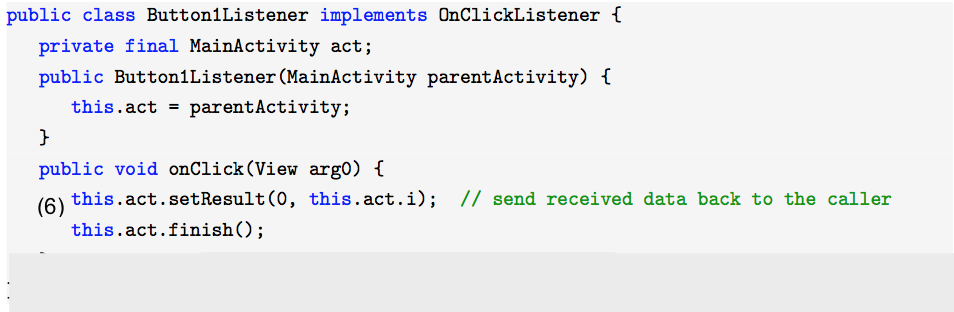 public class Button1Listener implements OnClickListener {
private final MainActivity act;
public Button1Listener(MainActivity parentActivity) {
this.act = parentActivity;
}
public void onClick(View arg0) {
(6) this.act.setResult(0, this.act.i); // send received data back to the caller
this.act.finish();